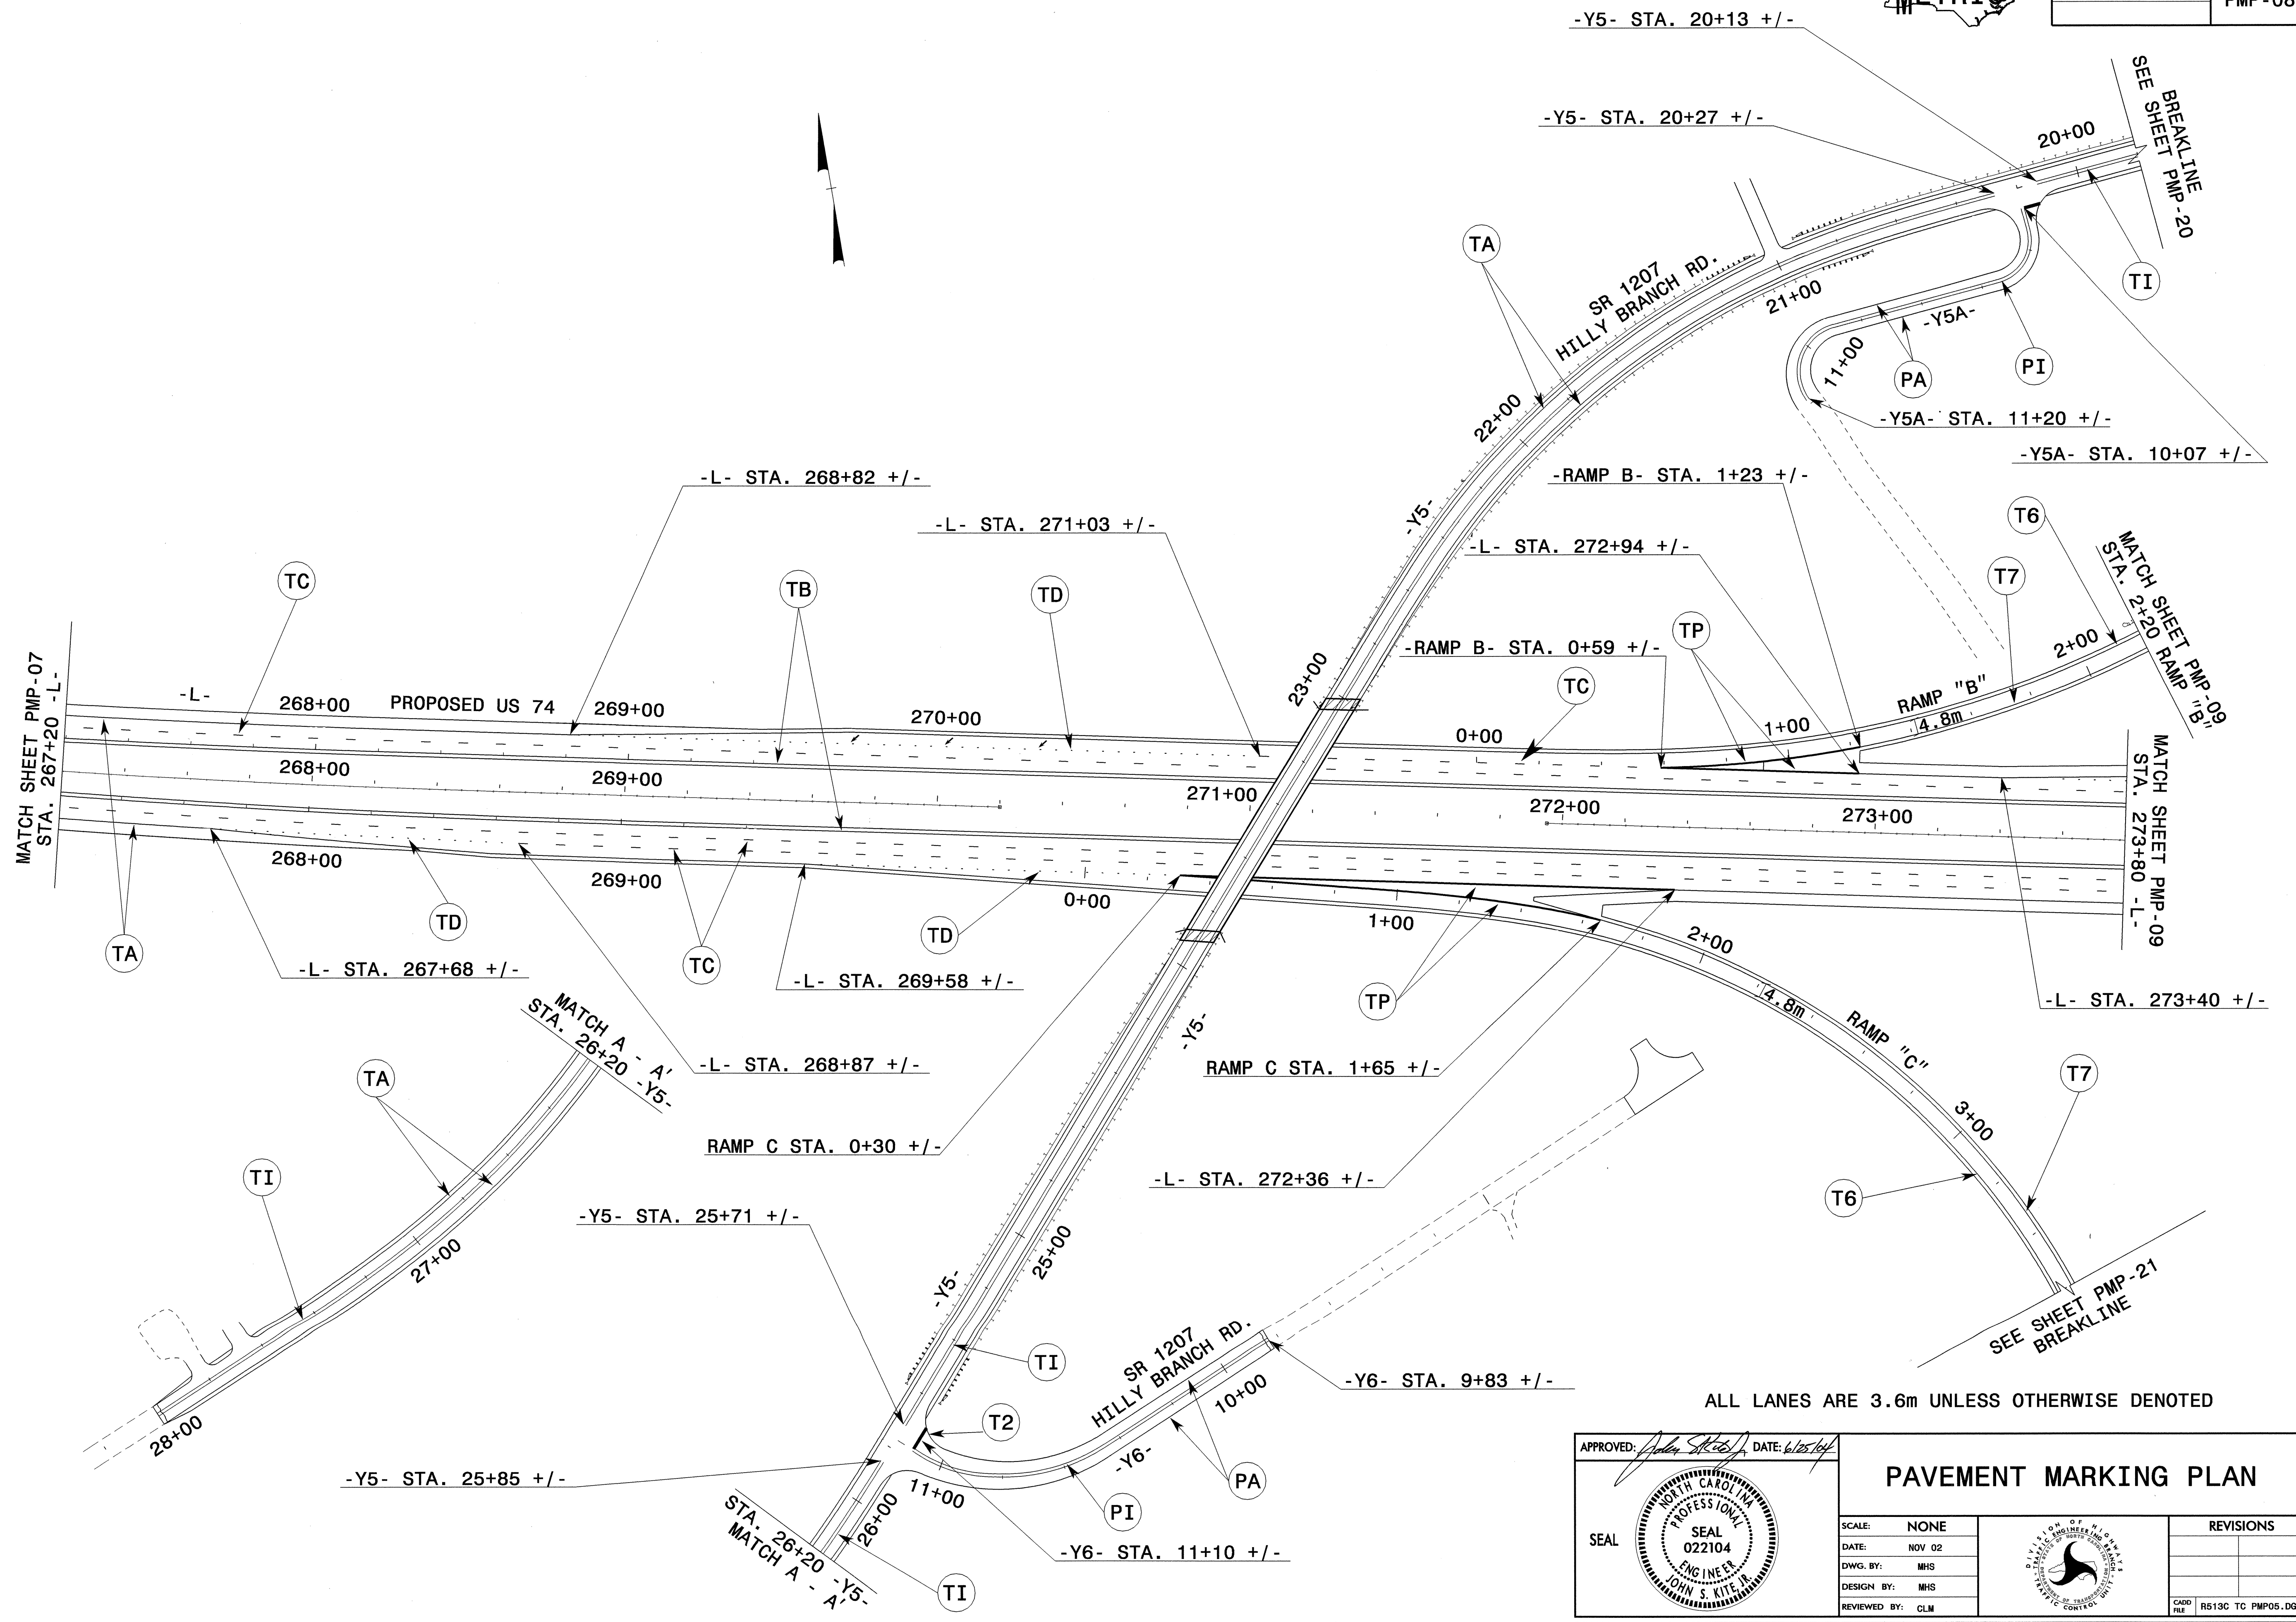 METRIC
PMP-08
-Y5- STA. 20+13 +/-
-Y5- STA. 20+27 +/-
BREAKLINE
SEE SHEET PMP-20
20+00
TA
SR 1207
HILLY BRANCH RD.
21+00
TI
-Y5A-
11+00
PA
PI
22+00
-Y5A- STA. 11+20 +/-
-Y5A- STA. 10+07 +/-
-L- STA. 268+82 +/-
-RAMP B- STA. 1+23 +/-
-L- STA. 271+03 +/-
-Y5-
-L- STA. 272+94 +/-
T6
T7
MATCH SHEET PMP-09
STA. 2+20 RAMP "B"
TC
TB
TD
TP
-RAMP B- STA. 0+59 +/-
2+00
23+00
TC
RAMP "B"
4.8m
MATCH SHEET PMP-07
STA. 267+20 -L-
-L-
268+00
PROPOSED US 74
269+00
270+00
0+00
1+00
268+00
269+00
271+00
272+00
273+00
MATCH SHEET PMP-09
STA. 273+80 -L-
268+00
269+00
0+00
1+00
2+00
TA
TD
TC
TD
TP
-L- STA. 267+68 +/-
-L- STA. 269+58 +/-
4.8m
-L- STA. 273+40 +/-
MATCH A - A'
STA. 26+20 -Y5-
-Y5-
RAMP "C"
TA
-L- STA. 268+87 +/-
RAMP C STA. 1+65 +/-
T7
3+00
RAMP C STA. 0+30 +/-
TI
-L- STA. 272+36 +/-
T6
-Y5- STA. 25+71 +/-
27+00
25+00
-Y5-
SEE SHEET PMP-21
BREAKLINE
SR 1207
HILLY BRANCH RD.
TI
-Y6- STA. 9+83 +/-
10+00
28+00
T2
ALL LANES ARE 3.6m UNLESS OTHERWISE DENOTED
-Y6-
PA
-Y5- STA. 25+85 +/-
11+00
PI
26+00
STA. 26+20 -Y5-
MATCH A - A'
-Y6- STA. 11+10 +/-
TI
APPROVED: DATE: 6/25/04
PAVEMENT MARKING PLAN
SEAL
NORTH CAROLINA
PROFESSIONAL
SEAL
022104
ENGINEER
JOHN S. KITE, JR.
SCALE: NONE
DATE: NOV 02
DWG. BY: MHS
DESIGN BY: MHS
REVIEWED BY: CLM
DIVISION OF HIGHWAYS
TRAFFIC ENGINEERING BRANCH
TRAFFIC CONTROL UNIT
REVISIONS
CADD
FILE
R513C TC PMP05.